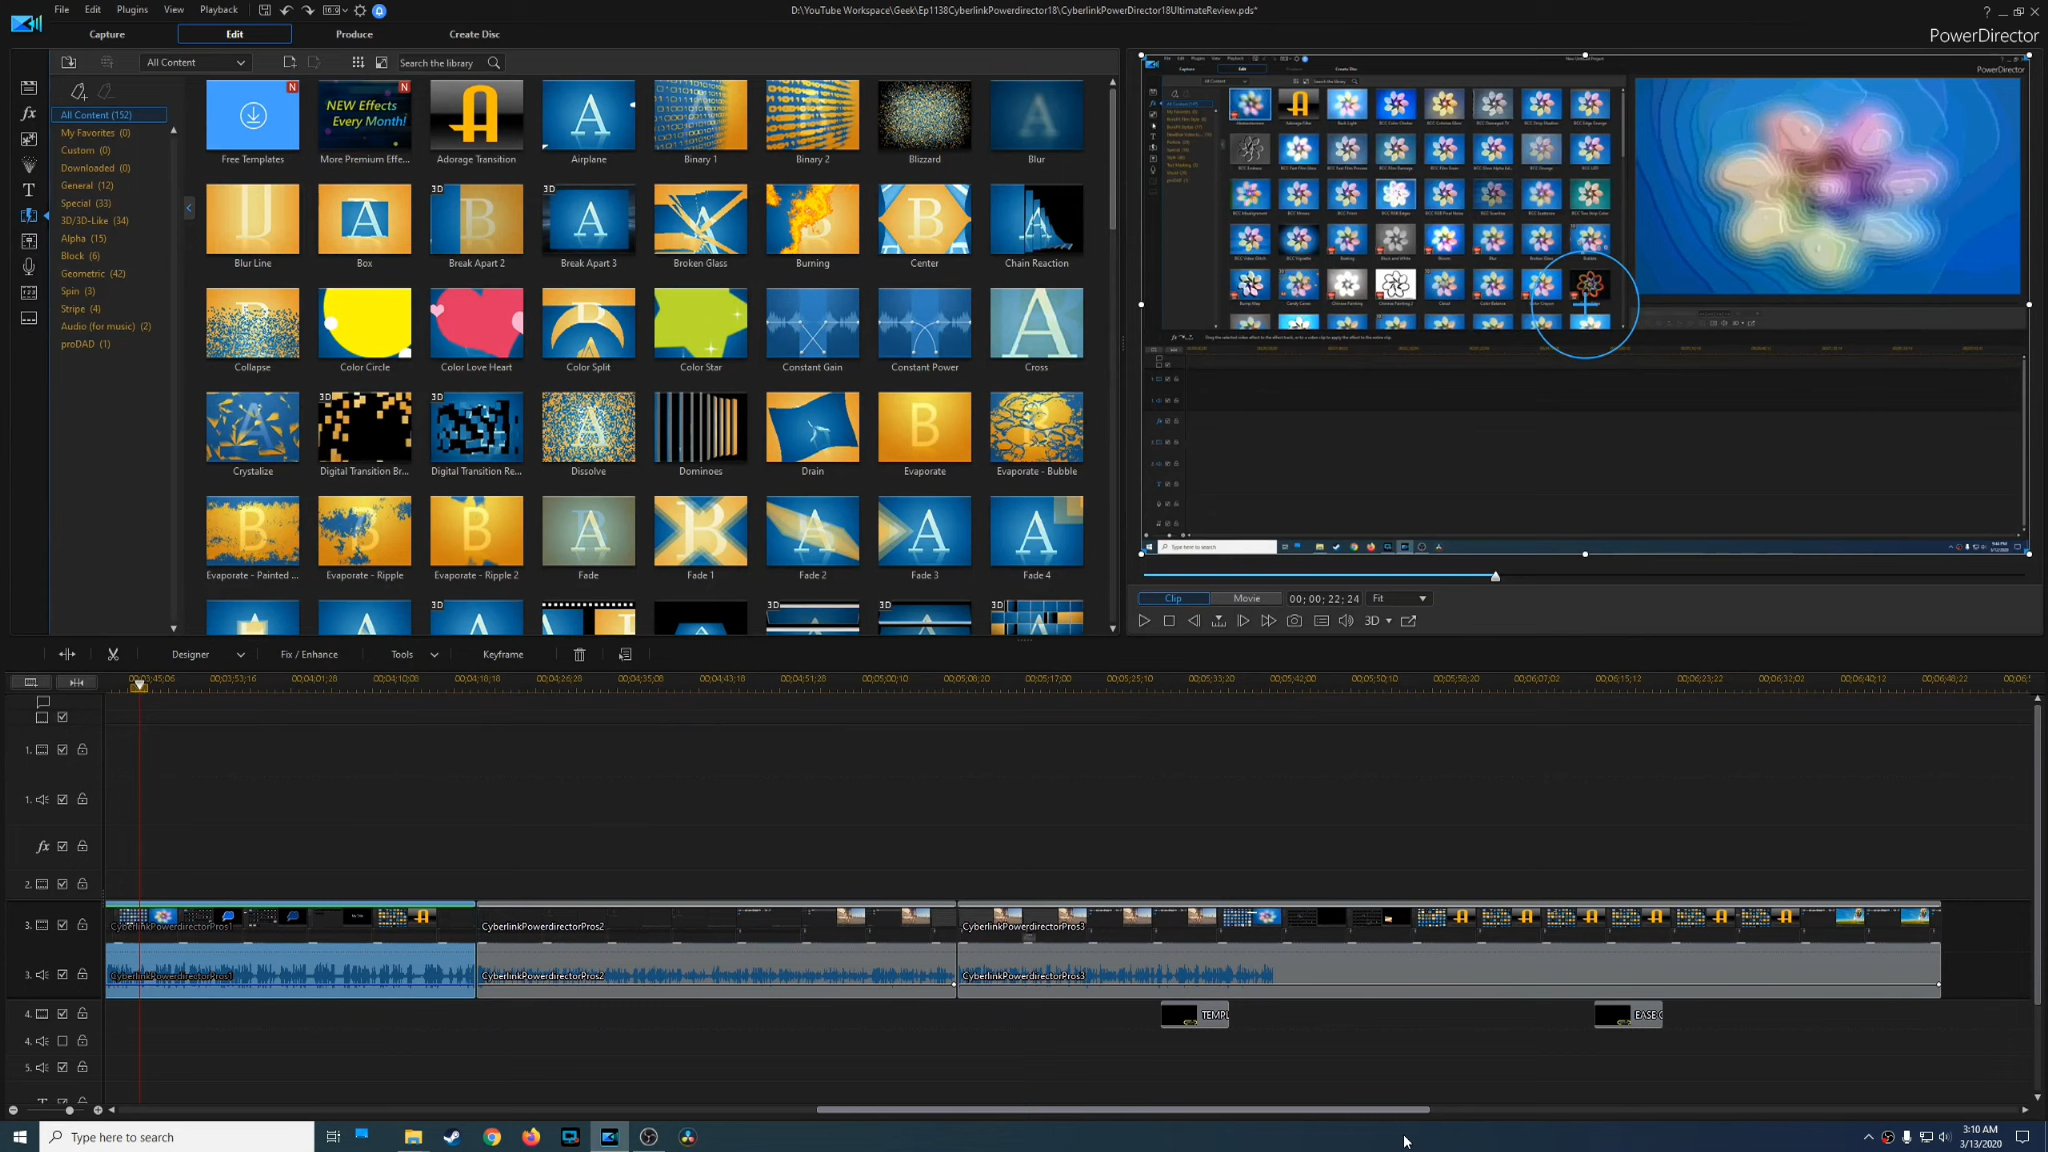 File Edit Plugins View Playback
D:\YouTube Workspace\Geek\Ep1138CyberlinkPowerdirector18\CyberlinkPowerDirector18UltimateReview.pds*
Capture Edit Produce Create Disc
PowerDirector
All Content
Search the library
All Content (152)
My Favorites (0)
Custom (0)
Downloaded (0)
General (12)
Special (33)
3D/3D-Like (34)
Alpha (15)
Block (6)
Geometric (42)
Spin (3)
Stripe (4)
Audio (for music) (2)
proDAD (1)
NEW Effects
Every Month!
Free Templates More Premium Effe... Adorage Transition Airplane Binary 1 Binary 2 Blizzard Blur
Blur Line Box Break Apart 2 Break Apart 3 Broken Glass Burning Center Chain Reaction
Collapse Color Circle Color Love Heart Color Split Color Star Constant Gain Constant Power Cross
Crystalize Digital Transition Br... Digital Transition Re... Dissolve Dominoes Drain Evaporate Evaporate - Bubble
Evaporate - Painted ... Evaporate - Ripple Evaporate - Ripple 2 Fade Fade 1 Fade 2 Fade 3 Fade 4
Clip Movie 00; 00; 22; 24 Fit
3D
Designer Fix / Enhance Tools Keyframe
00;03;45;06 00;03;53;16 00;04;01;28 00;04;10;08 00;04;18;18 00;04;26;28 00;04;35;08 00;04;43;18 00;04;51;28 00;05;00;10 00;05;08;20 00;05;17;00 00;05;25;10 00;05;33;20 00;05;42;00 00;05;50;10 00;05;58;20 00;06;07;02 00;06;15;12 00;06;23;22 00;06;32;02 00;06;40;12 00;06;48;22
1.
1.
fx
2.
3. CyberlinkPowerdirectorPros1 CyberlinkPowerdirectorPros2 CyberlinkPowerdirectorPros3
3. CyberlinkPowerdirectorPros1 CyberlinkPowerdirectorPros2 CyberlinkPowerdirectorPros3
4. TEMPL EASE
4.
5.
Type here to search
3:10 AM
3/13/2020